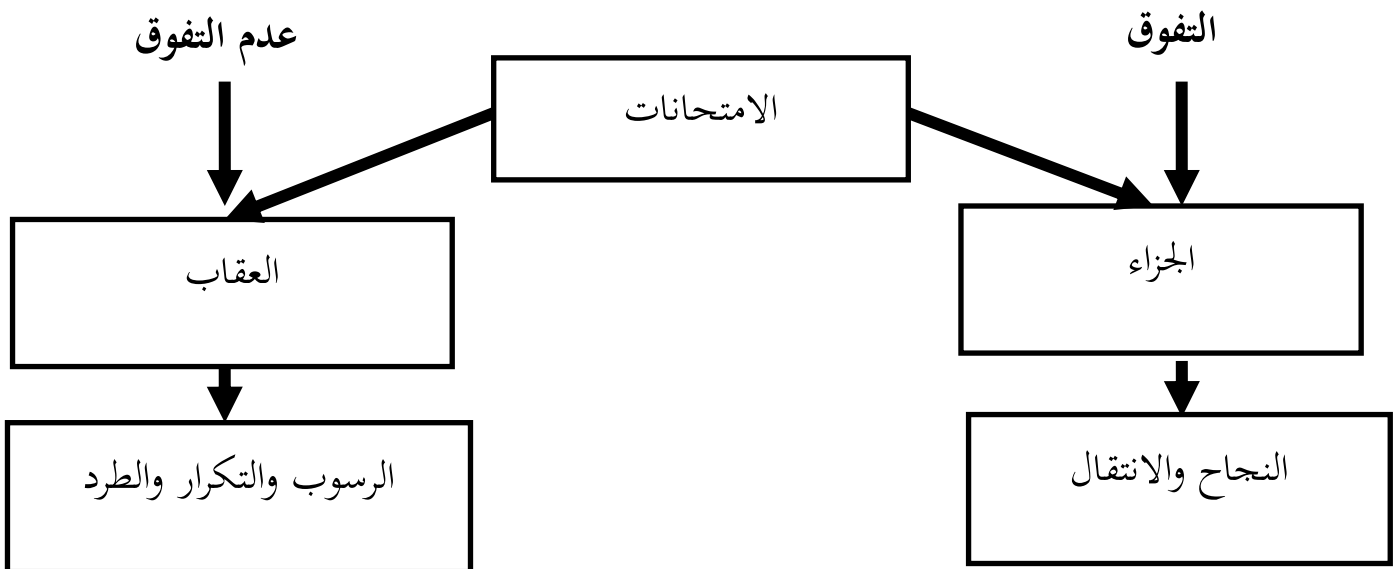 التفوق
عدم التفوق
الامتحانات
الجزاء
العقاب
النجاح والانتقال
الرسوب والتكرار والطرد